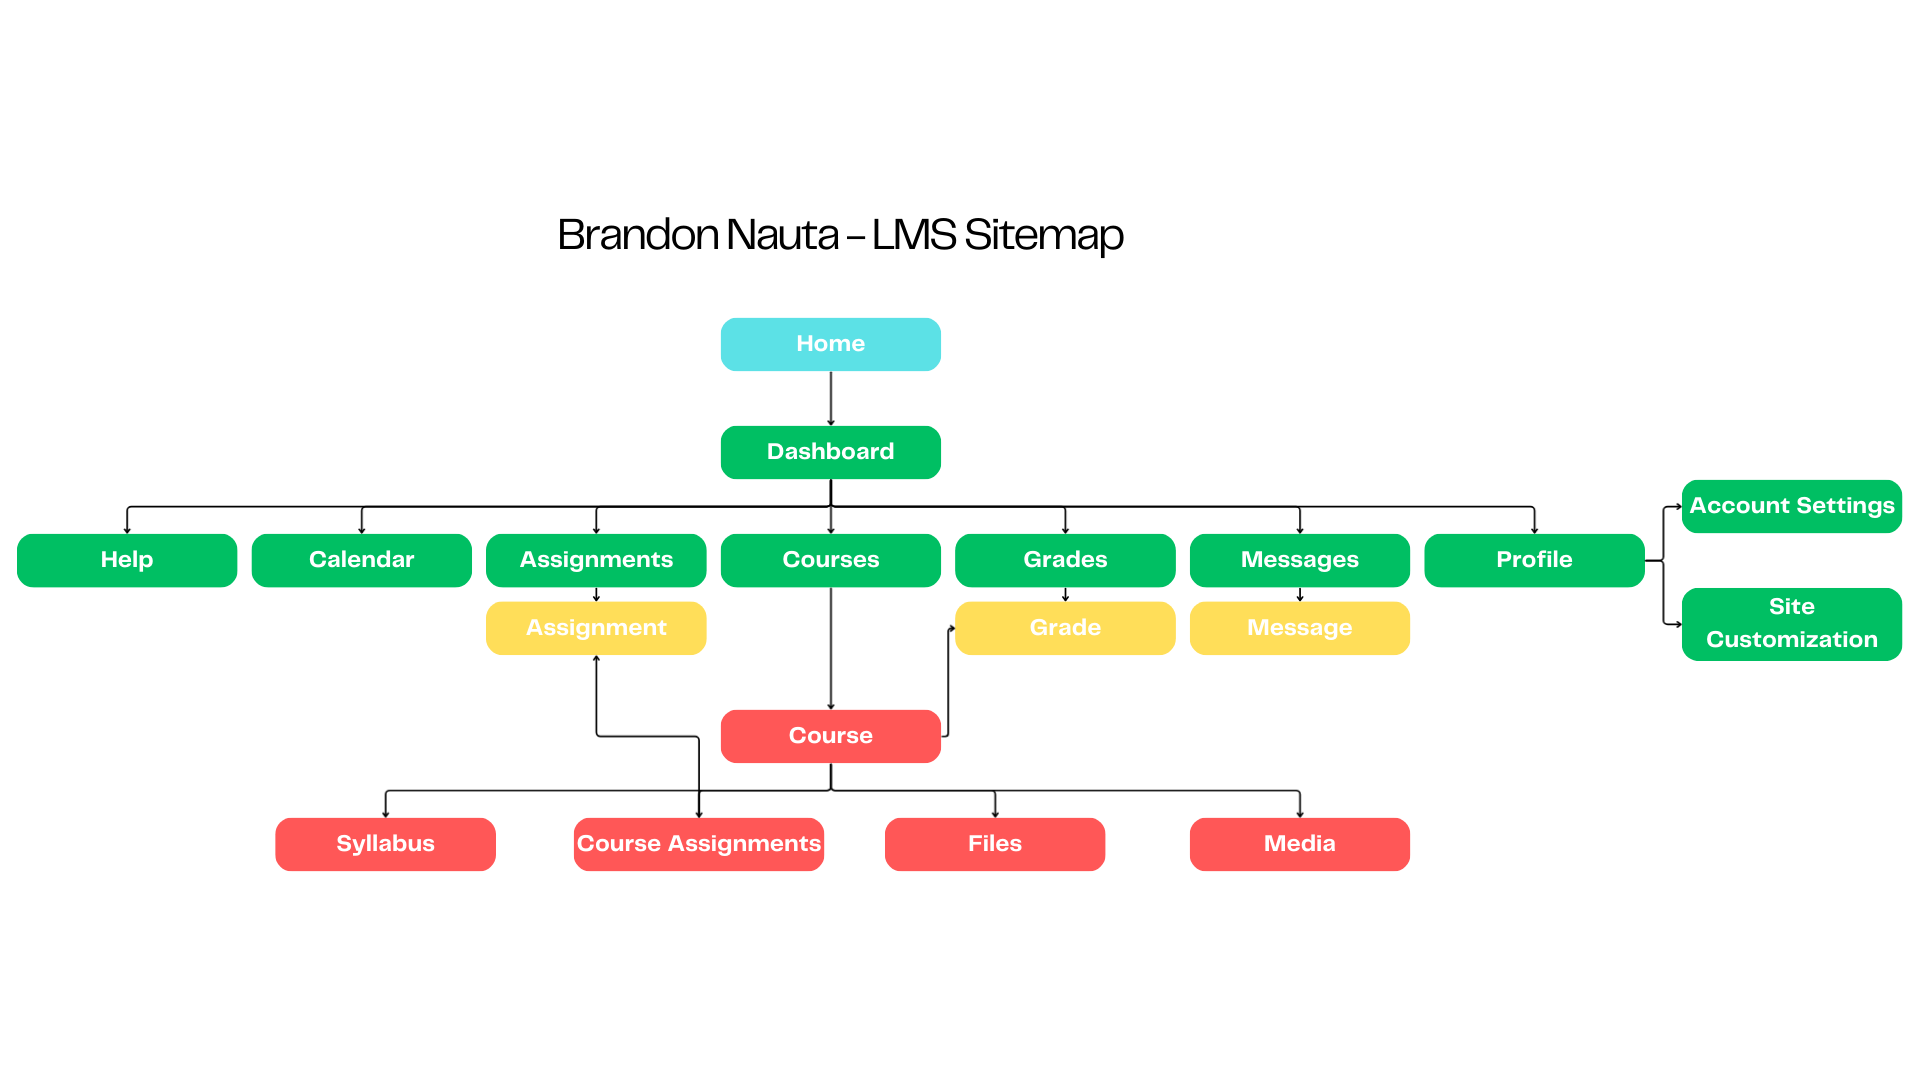 Brandon Nauta – LMS Sitemap
Home
Dashboard
Account Settings
Help
Calendar
Assignments
Courses
Grades
Messages
Profile
Site
Customization
Assignment
Grade
Message
Course
Syllabus
Course Assignments
Files
Media